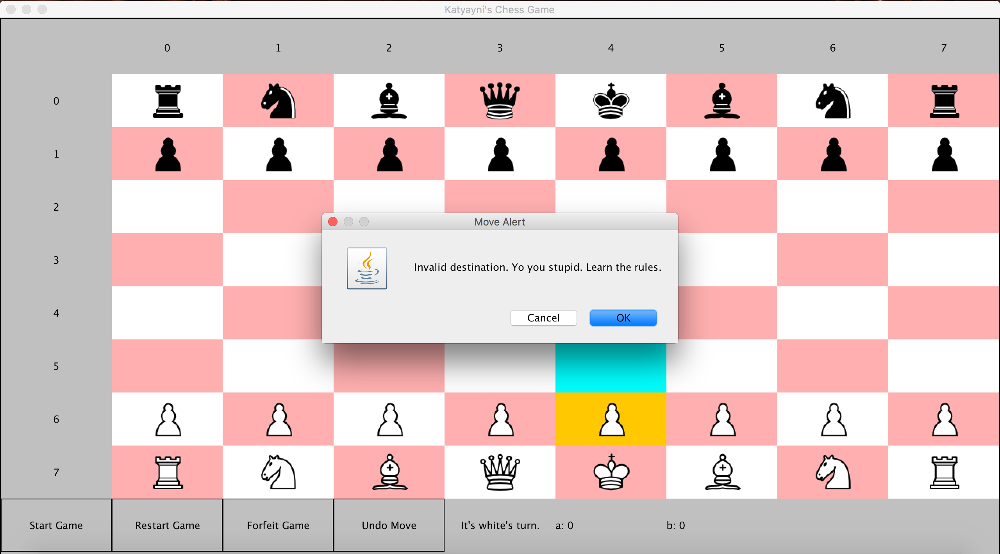 Katyayni's Chess Game
0 1 2 3 4 5 6 7
0
1
2
Move Alert
3
Invalid destination. Yo you stupid. Learn the rules.
4
Cancel OK
5
6
7
Start Game Restart Game Forfeit Game Undo Move It's white's turn. a: 0 b: 0